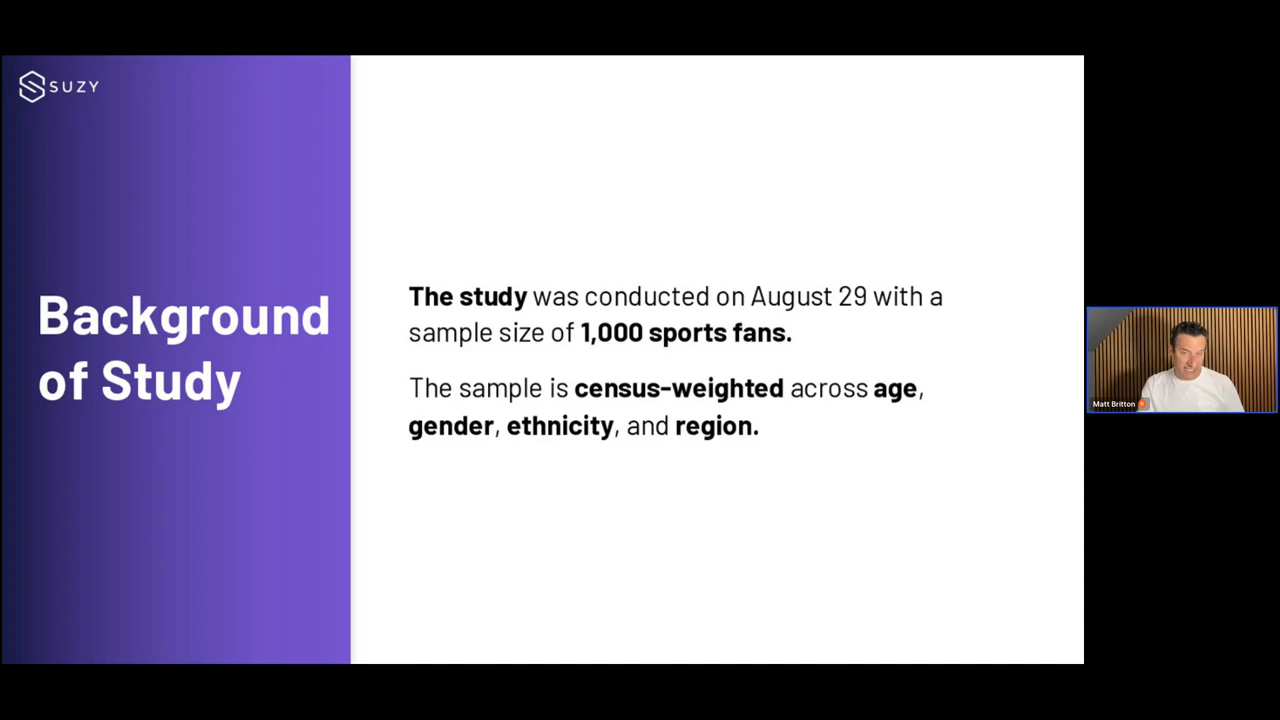 SUZY
Background
of Study
The study was conducted on August 29 with a
sample size of 1,000 sports fans.
The sample is census-weighted across age,
gender, ethnicity, and region.
Matt Britton